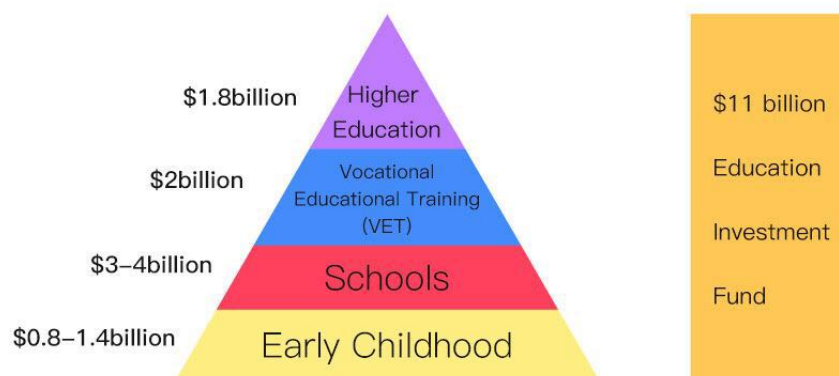 $1.8billion
Higher
Education
$2billion
Vocational
Educational Training
(VET)
$3–4billion
Schools
$0.8–1.4billion
Early Childhood
$11 billion
Education
Investment
Fund